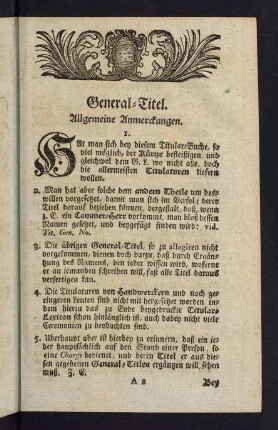 General-Titel.
Allgemeine Anmerckungen.
1.
HAt man sich bey diesem Titular-Buche, so
viel möglich, der Kürtze befleißigen, und
gleichwol dem G. L. wo nicht alle, doch
die allermeisten Titulaturen liefern
wollen.
2. Man hat aber solche dem andern Theile um deß
willen vorgesetzet, damit man sich im Verfolg deren
Titel darauf beziehen können, dergestalt, daß, wenn
z. E. ein Cammer-Herr vorkommt, man bloß dessen
Namen gesetzet, und beygefüget finden wird: vid.
Tit. Gen. No.
3. Die übrigen General-Titel, so zu allegiren nicht
vorgekommen, dienen doch darzu, daß durch Ergän-
tzung des Namens, den jeder wissen wird, woferne
er an jemanden schreiben will, fast alle Titel daraus
verfertigen kan.
4. Die Titulaturen von Handwerckern und noch ge-
ringern Leuten sind nicht mit hergesetzet worden, in-
dem hierzu das zu Ende beygedruckte Titular-
Lexicon schon hinlänglich ist, auch dabey nicht viele
Ceremonien zu beobachten sind.
5. Uberhaupt aber ist hierbey zu erinnern, daß ein je-
der hauptsächlich auf den Stand einer Person, so
eine Charge bedienet, und deren Titel er aus die-
sen gegebenen General-Titeln ergänzen will, sehen
muß. Z. E.
A 2 Bey